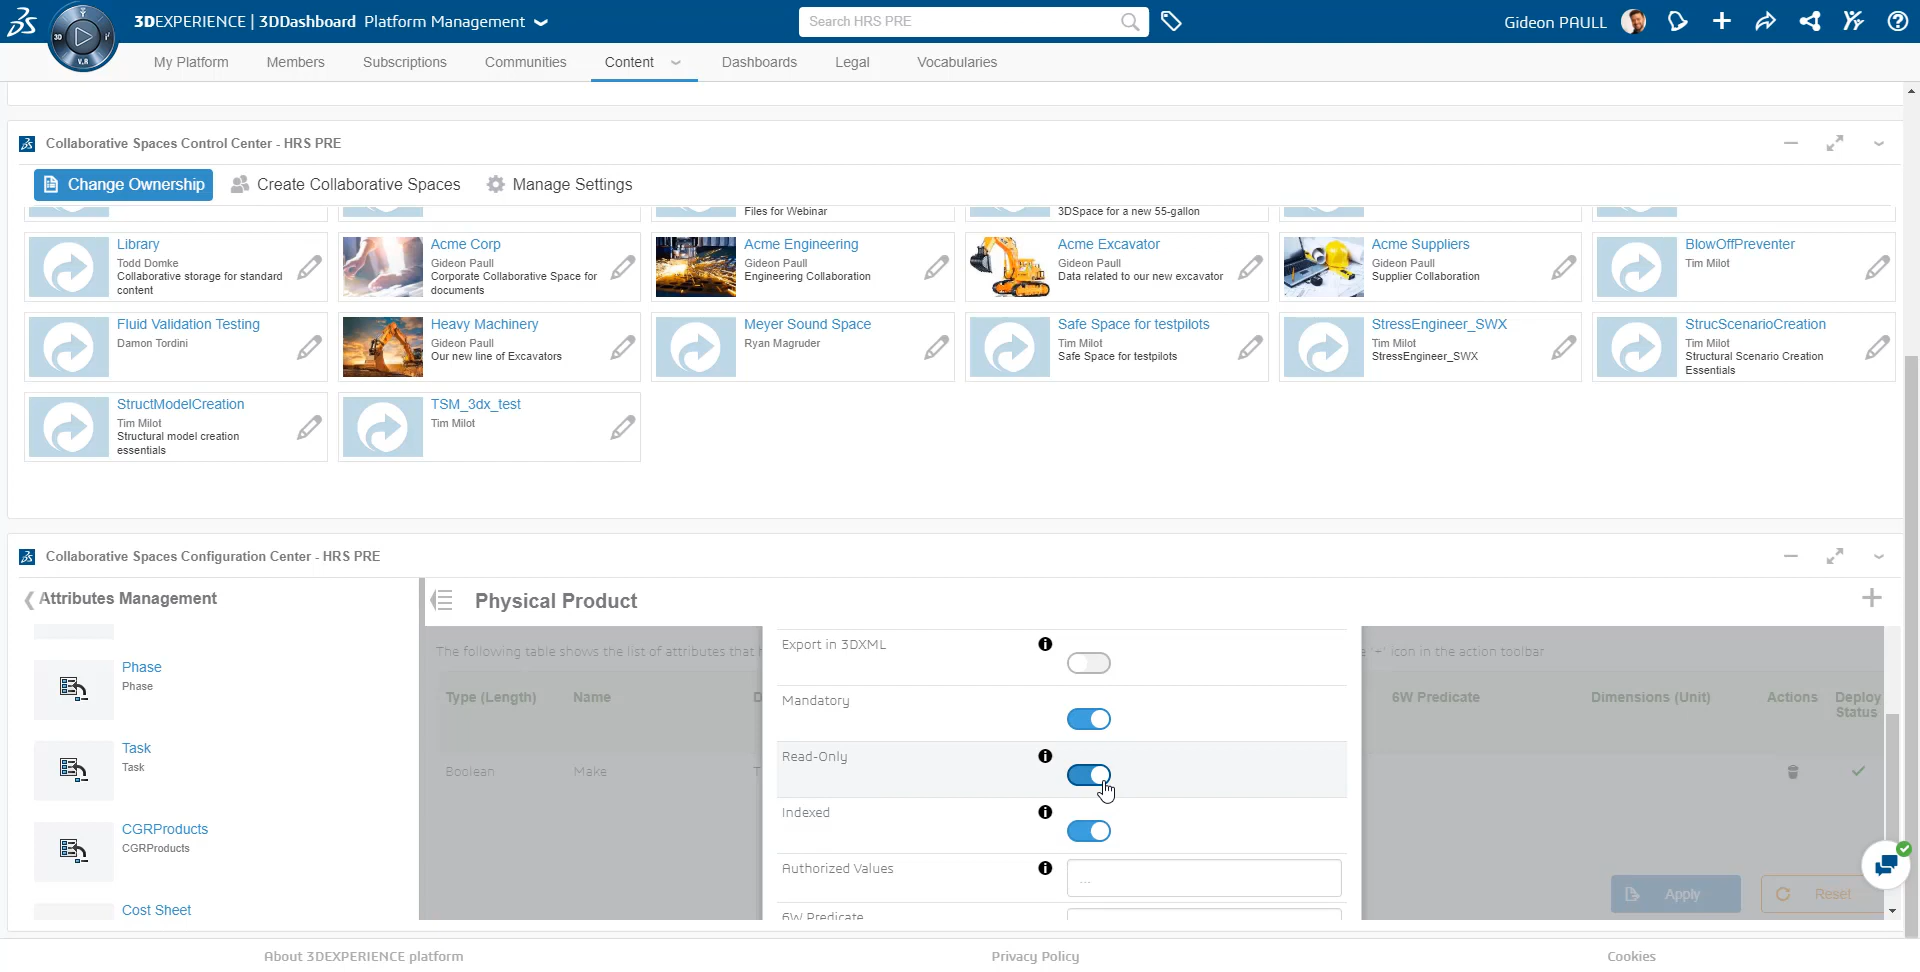 3DEXPERIENCE | 3DDashboard Platform Management
Search HRS PRE
Gideon PAULL
3D
V.R
My Platform
Members
Subscriptions
Communities
Content
Dashboards
Legal
Vocabularies
Collaborative Spaces Control Center - HRS PRE
Change Ownership
Create Collaborative Spaces
Manage Settings
Files for Webinar
3DSpace for a new 55-gallon
Library
Todd Domke
Collaborative storage for standard
content
Acme Corp
Gideon Paull
Corporate Collaborative Space for
documents
Acme Engineering
Gideon Paull
Engineering Collaboration
Acme Excavator
Gideon Paull
Data related to our new excavator
Acme Suppliers
Gideon Paull
Supplier Collaboration
BlowOffPreventer
Tim Milot
Fluid Validation Testing
Damon Tordini
Heavy Machinery
Gideon Paull
Our new line of Excavators
Meyer Sound Space
Ryan Magruder
Safe Space for testpilots
Tim Milot
Safe Space for testpilots
StressEngineer_SWX
Tim Milot
StressEngineer_SWX
StrucScenarioCreation
Tim Milot
Structural Scenario Creation
Essentials
StructModelCreation
Tim Milot
Structural model creation
essentials
TSM_3dx_test
Tim Milot
Collaborative Spaces Configuration Center - HRS PRE
Attributes Management
Phase
Phase
Task
Task
CGRProducts
CGRProducts
Cost Sheet
Physical Product
The following table shows the list of attributes that
'+' icon in the action toolbar
Type (Length)
Name
6W Predicate
Dimensions (Unit)
Actions
Deploy
Status
Boolean
Make
Export in 3DXML
Mandatory
Read-Only
Indexed
Authorized Values
...
6W Predicate
Apply
Reset
About 3DEXPERIENCE platform
Privacy Policy
Cookies